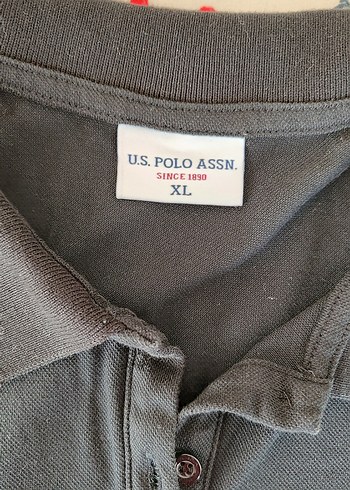 U.S. POLO ASSN.
SINCE 1890
XL